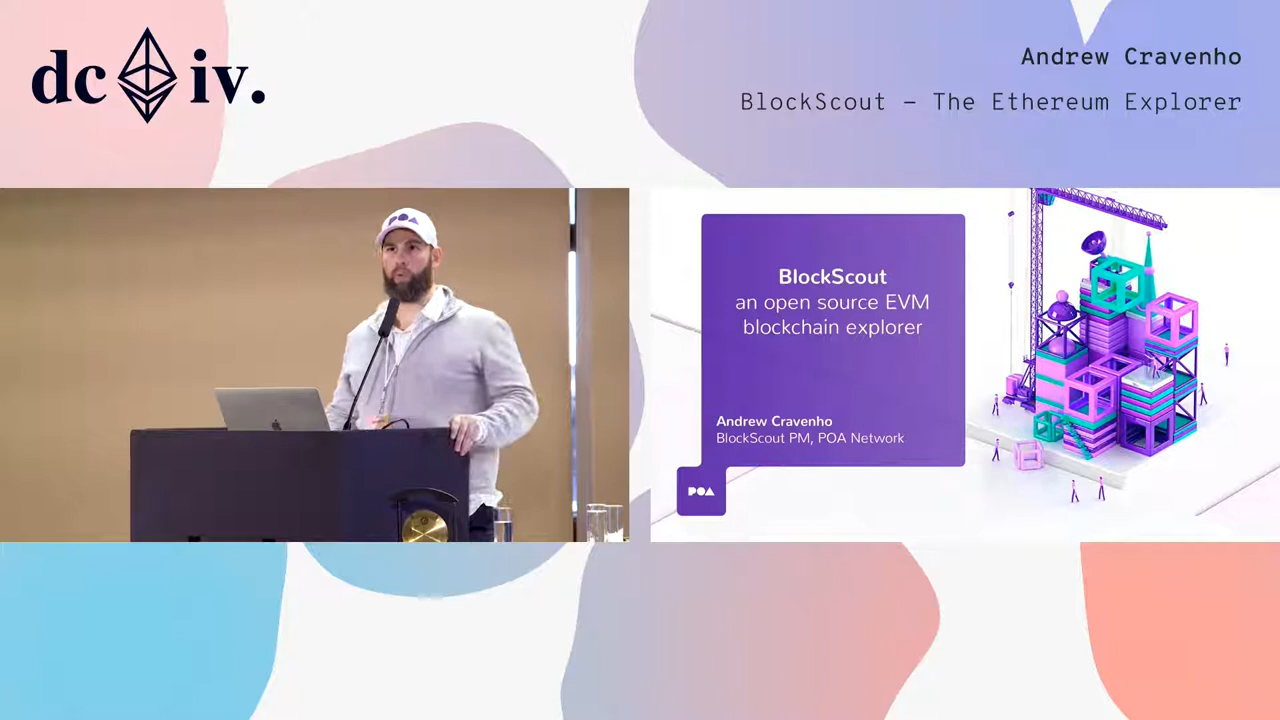 dc iv.
Andrew Cravenho
BlockScout – The Ethereum Explorer
POA
BlockScout
an open source EVM
blockchain explorer
Andrew Cravenho
BlockScout PM, POA Network
POA